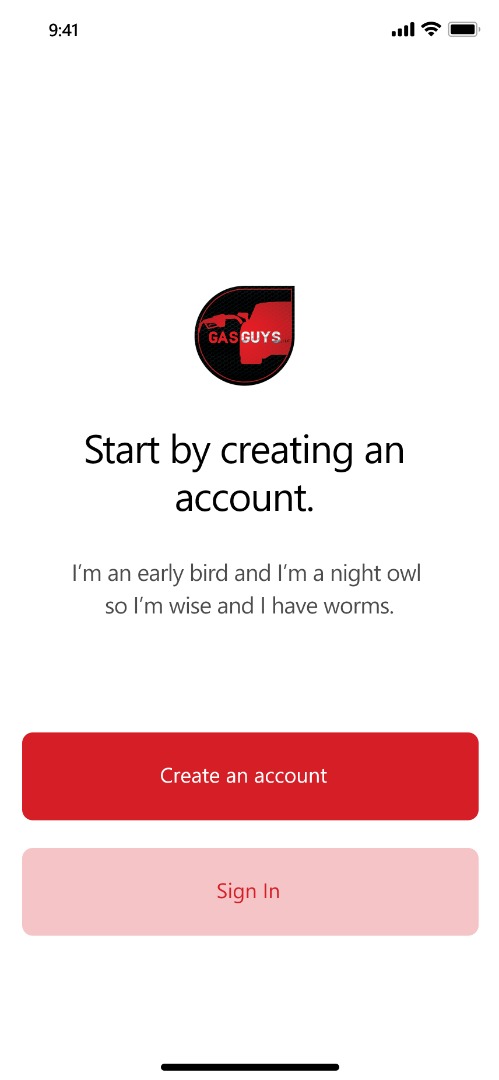 9:41
GASGUYS
Start by creating an
account.
I’m an early bird and I’m a night owl
so I’m wise and I have worms.
Create an account
Sign In